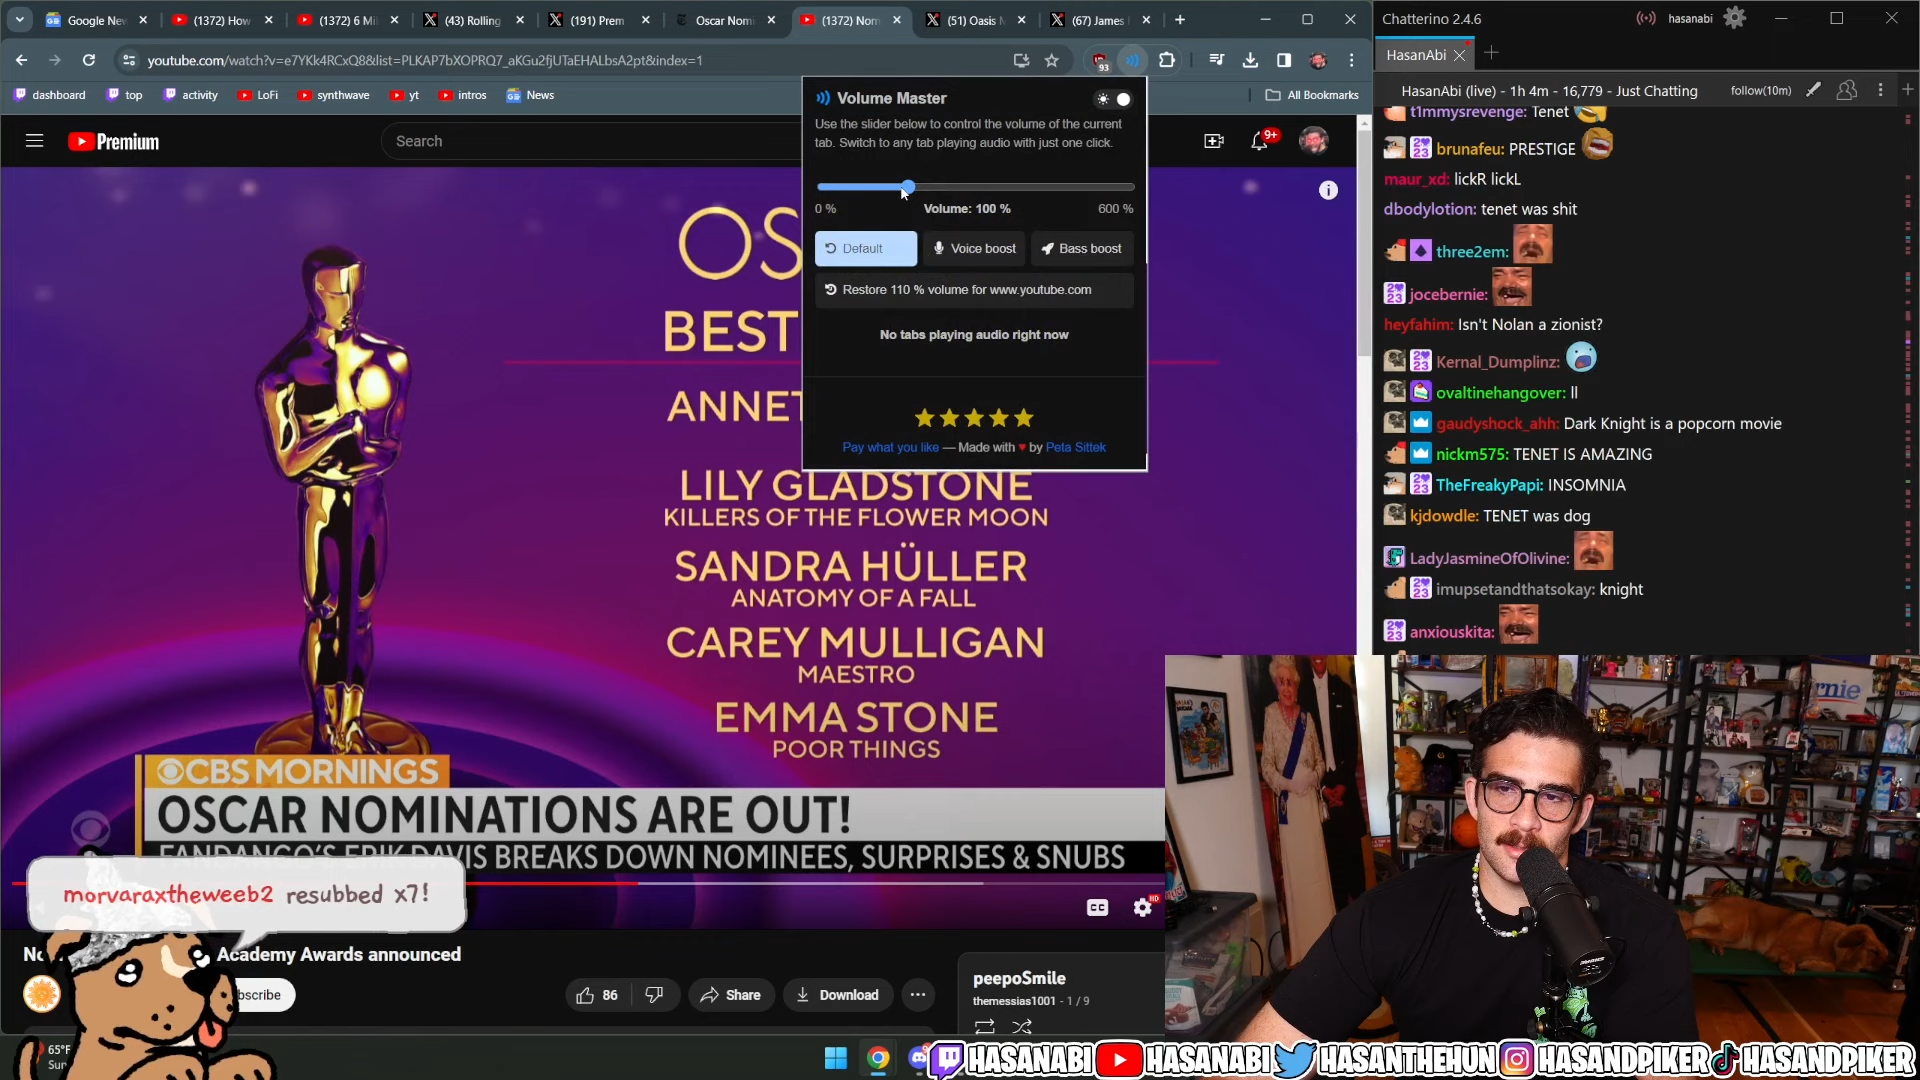 Google Nev
(1372) How
(1372) 6 Mi
(43) Rolling
(191) Prem
Oscar Nomi
(1372) Nom
(51) Oasis M
(67) James
youtube.com/watch?v=e7YKk4RCxQ8&list=PLKAP7bXOPRQ7_aKGu2fjUTaEHALbsA2pt&index=1
93
dashboard
top
activity
LoFi
synthwave
yt
intros
News
All Bookmarks
Premium
Search
9+
Volume Master
Use the slider below to control the volume of the current
tab. Switch to any tab playing audio with just one click.
0 %
Volume: 100 %
600 %
Default
Voice boost
Bass boost
Restore 110 % volume for www.youtube.com
No tabs playing audio right now
Pay what you like — Made with ♥ by Peta Sittek
OS
BEST
ANNET
LILY GLADSTONE
KILLERS OF THE FLOWER MOON
SANDRA HÜLLER
ANATOMY OF A FALL
CAREY MULLIGAN
MAESTRO
EMMA STONE
POOR THINGS
CBS MORNINGS
OSCAR NOMINATIONS ARE OUT!
FANDANGO'S ERIK DAVIS BREAKS DOWN NOMINEES, SURPRISES & SNUBS
morvaraxtheweeb2 resubbed x7!
CC
HD
No
Academy Awards announced
bscribe
86
Share
Download
peepoSmile
themessias1001 - 1 / 9
65°F
Sun
Chatterino 2.4.6
hasanabi
HasanAbi
HasanAbi (live) - 1h 4m - 16,779 - Just Chatting
follow(10m)
t1mmysrevenge: Tenet
brunafeu: PRESTIGE
maur_xd: lickR lickL
dbodylotion: tenet was shit
three2em:
jocebernie:
heyfahim: Isn't Nolan a zionist?
Kernal_Dumplinz:
ovaltinehangover: ll
gaudyshock_ahh: Dark Knight is a popcorn movie
nickm575: TENET IS AMAZING
TheFreakyPapi: INSOMNIA
kjdowdle: TENET was dog
LadyJasmineOfOlivine:
imupsetandthatsokay: knight
anxiouskita:
rnie
HASANABI
HASANABI
HASANTHEHUN
HASANDPIKER
HASANDPIKER